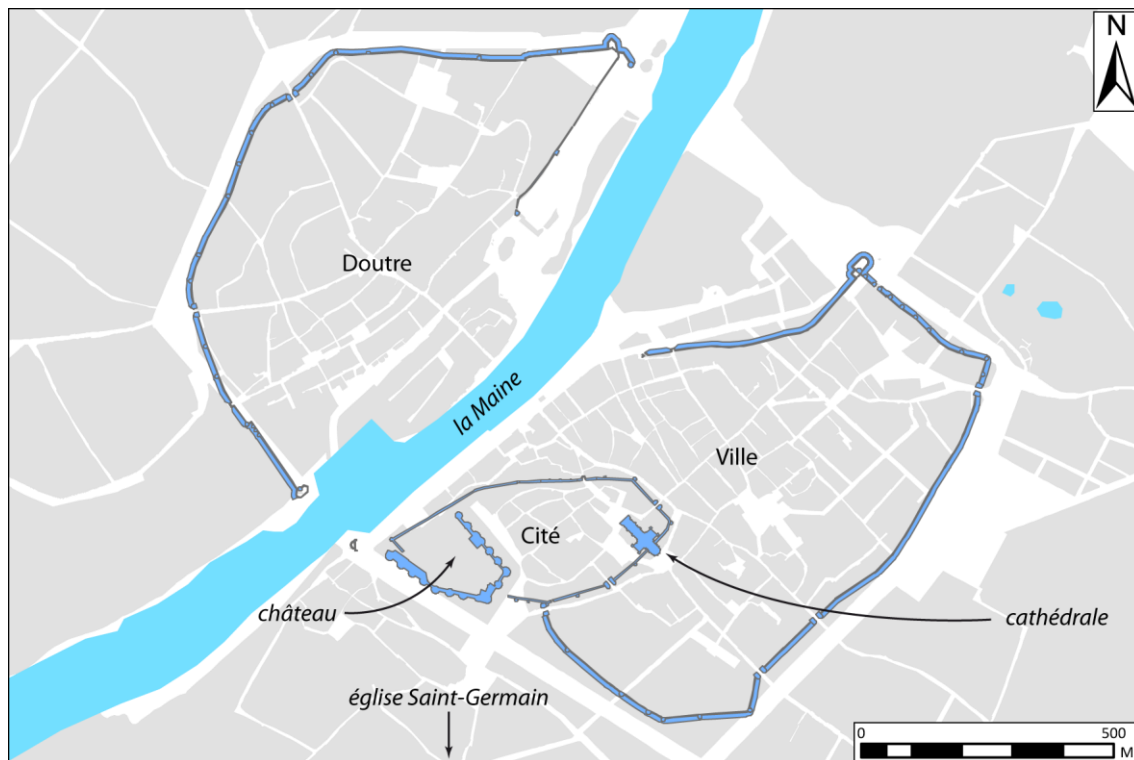 N
Doutre
la Maine
Ville
Cité
château
cathédrale
église Saint-Germain
0
500
M